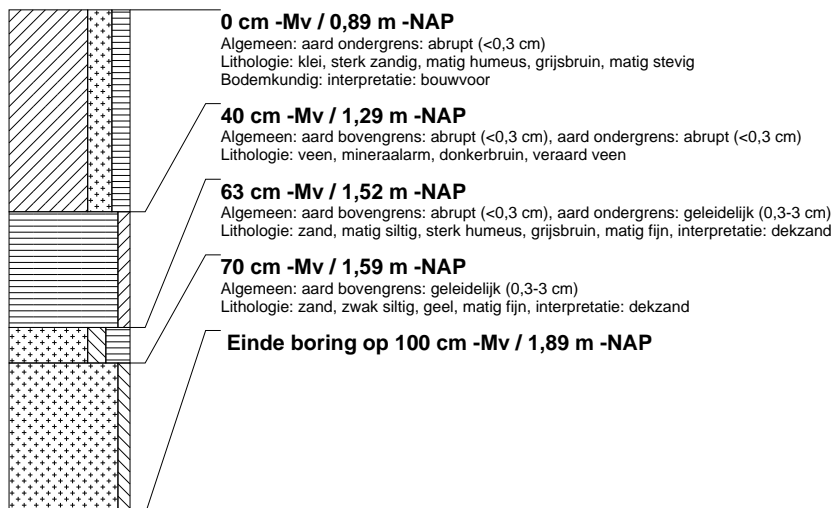 0 cm -Mv / 0,89 m -NAP
Algemeen: aard ondergrens: abrupt (<0,3 cm)
Lithologie: klei, sterk zandig, matig humeus, grijsbruin, matig stevig
Bodemkundig: interpretatie: bouwvoor
40 cm -Mv / 1,29 m -NAP
Algemeen: aard bovengrens: abrupt (<0,3 cm), aard ondergrens: abrupt (<0,3 cm)
Lithologie: veen, mineraalarm, donkerbruin, veraard veen
63 cm -Mv / 1,52 m -NAP
Algemeen: aard bovengrens: abrupt (<0,3 cm), aard ondergrens: geleidelijk (0,3-3 cm)
Lithologie: zand, matig siltig, sterk humeus, grijsbruin, matig fijn, interpretatie: dekzand
70 cm -Mv / 1,59 m -NAP
Algemeen: aard bovengrens: geleidelijk (0,3-3 cm)
Lithologie: zand, zwak siltig, geel, matig fijn, interpretatie: dekzand
Einde boring op 100 cm -Mv / 1,89 m -NAP